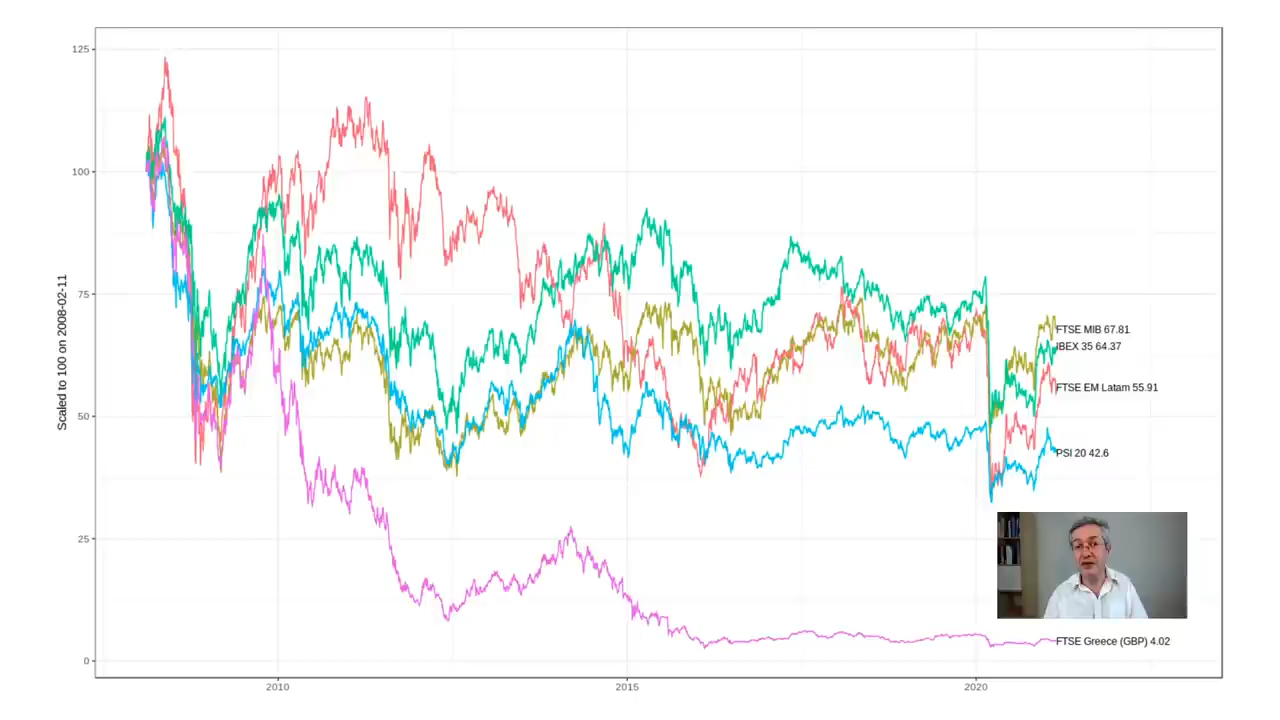 125
100
75
50
25
0
Scaled to 100 on 2008-02-11
2010
2015
2020
FTSE MIB 67.81
IBEX 35 64.37
FTSE EM Latam 55.91
PSI 20 42.6
FTSE Greece (GBP) 4.02